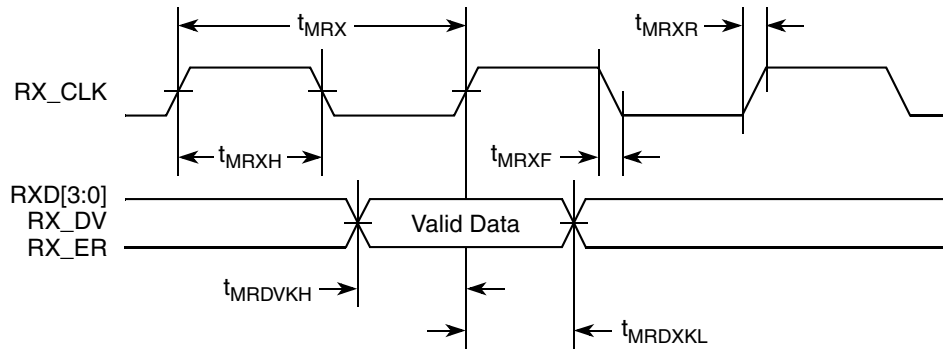 tMRX
tMRXR
RX_CLK
tMRXH
tMRXF
RXD[3:0]
RX_DV
RX_ER
Valid Data
tMRDVKH
tMRDXKL